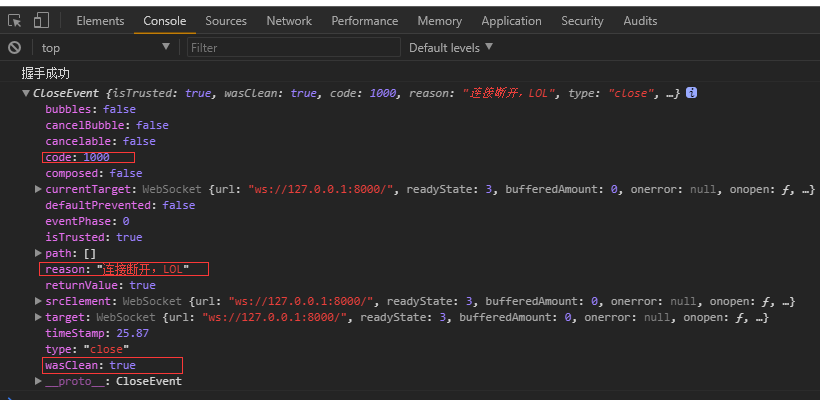 Elements Console Sources Network Performance Memory Application Security Audits
top ▼ Filter Default levels ▼
握手成功
▼CloseEvent {isTrusted: true, wasClean: true, code: 1000, reason: "连接断开，LOL", type: "close", …} i
bubbles: false
cancelBubble: false
cancelable: false
code: 1000
composed: false
▶currentTarget: WebSocket {url: "ws://127.0.0.1:8000/", readyState: 3, bufferedAmount: 0, onerror: null, onopen: ƒ, …}
defaultPrevented: false
eventPhase: 0
isTrusted: true
▶path: []
reason: "连接断开，LOL"
returnValue: true
▶srcElement: WebSocket {url: "ws://127.0.0.1:8000/", readyState: 3, bufferedAmount: 0, onerror: null, onopen: ƒ, …}
▶target: WebSocket {url: "ws://127.0.0.1:8000/", readyState: 3, bufferedAmount: 0, onerror: null, onopen: ƒ, …}
timeStamp: 25.87
type: "close"
wasClean: true
▶__proto__: CloseEvent